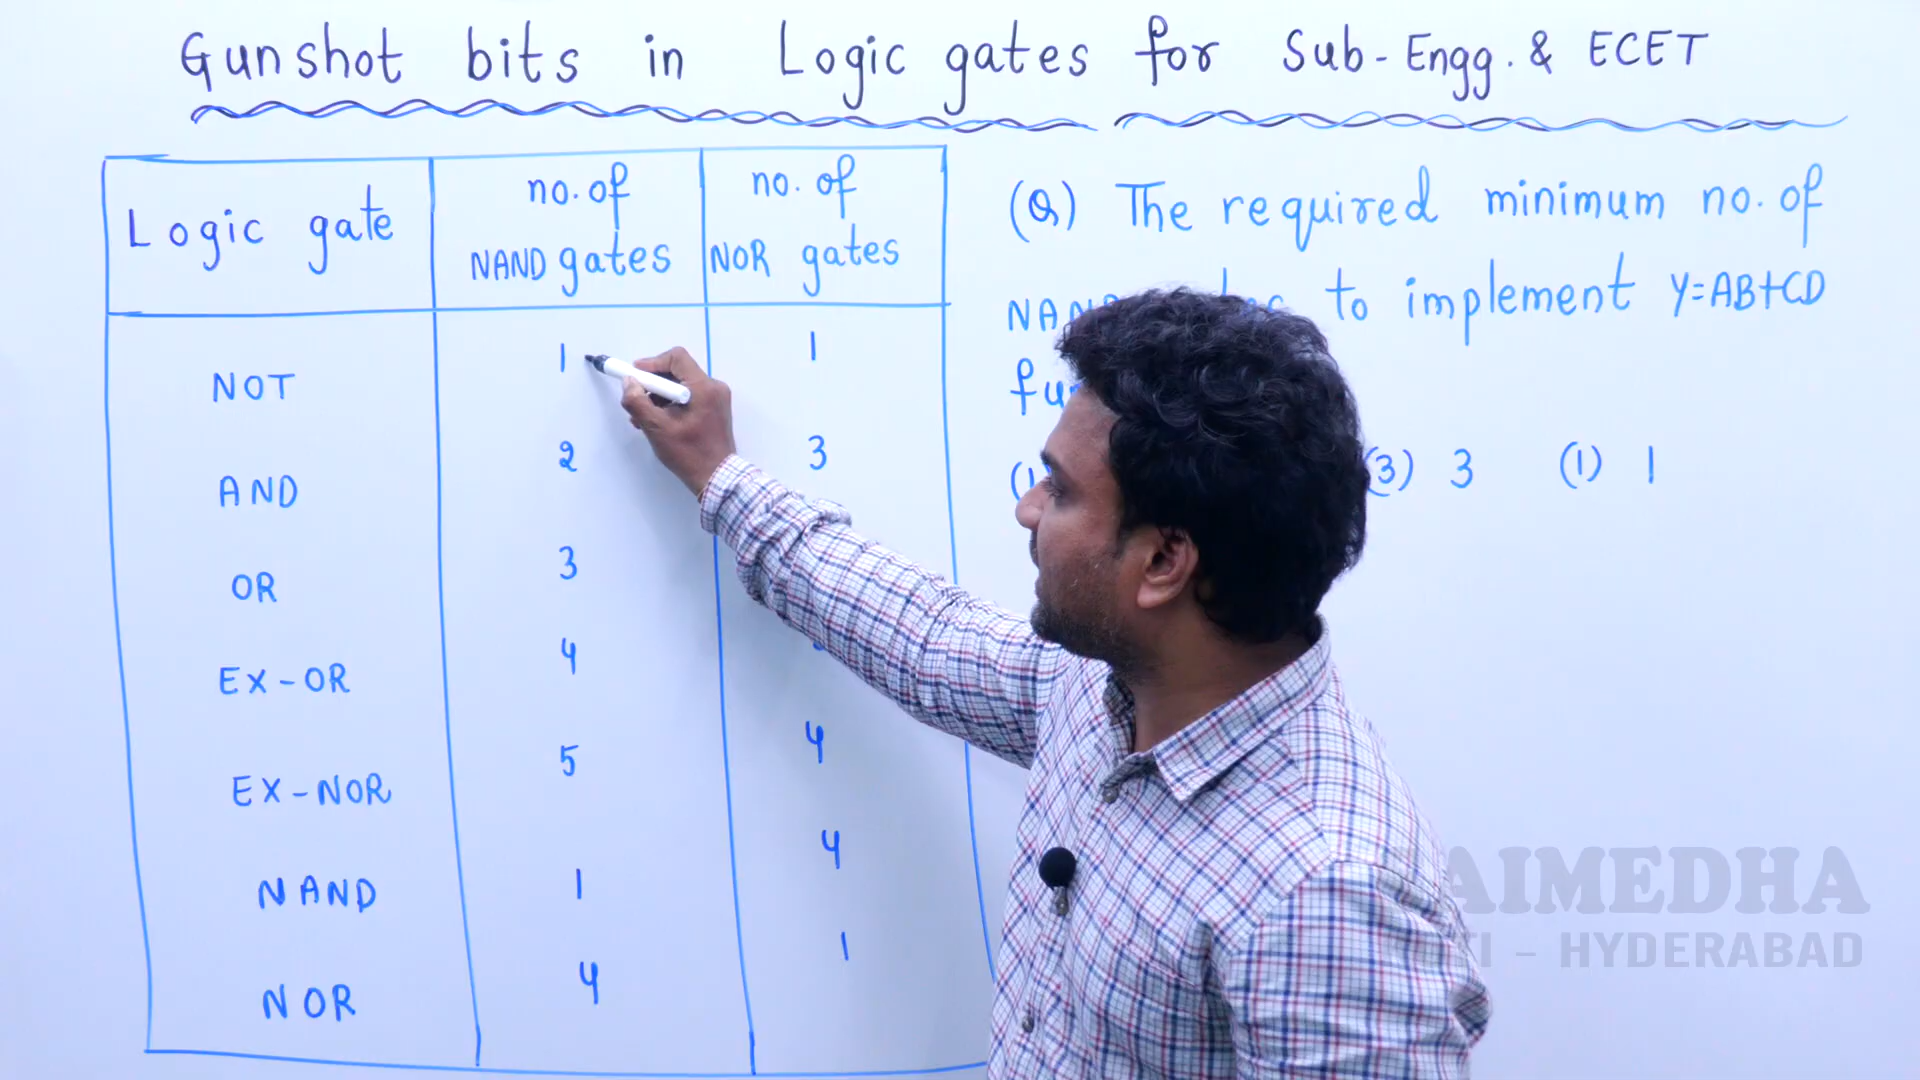 Gunshot bits in Logic gates for Sub-Engg. & ECET
Logic gate
no. of
NAND gates
no. of
NOR gates
NOT 1 1
AND 2 3
OR 3
EX-OR 4
EX-NOR 5 4
NAND 1 4
NOR 4 1
(Q) The required minimum no. of
to implement Y=AB+CD
(3) 3 (1) 1
AIMEDHA
TI - HYDERABAD